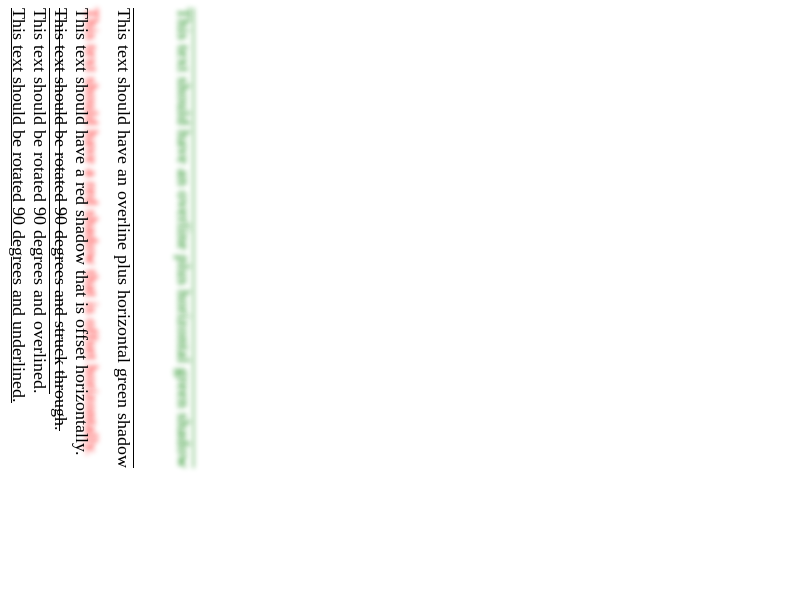 This text should be rotated 90 degrees and underlined.
This text should be rotated 90 degrees and overlined.
This text should be rotated 90 degrees and struck through.
This text should have a red shadow that is offset horizontally.
This text should have an overline plus horizontal green shadow